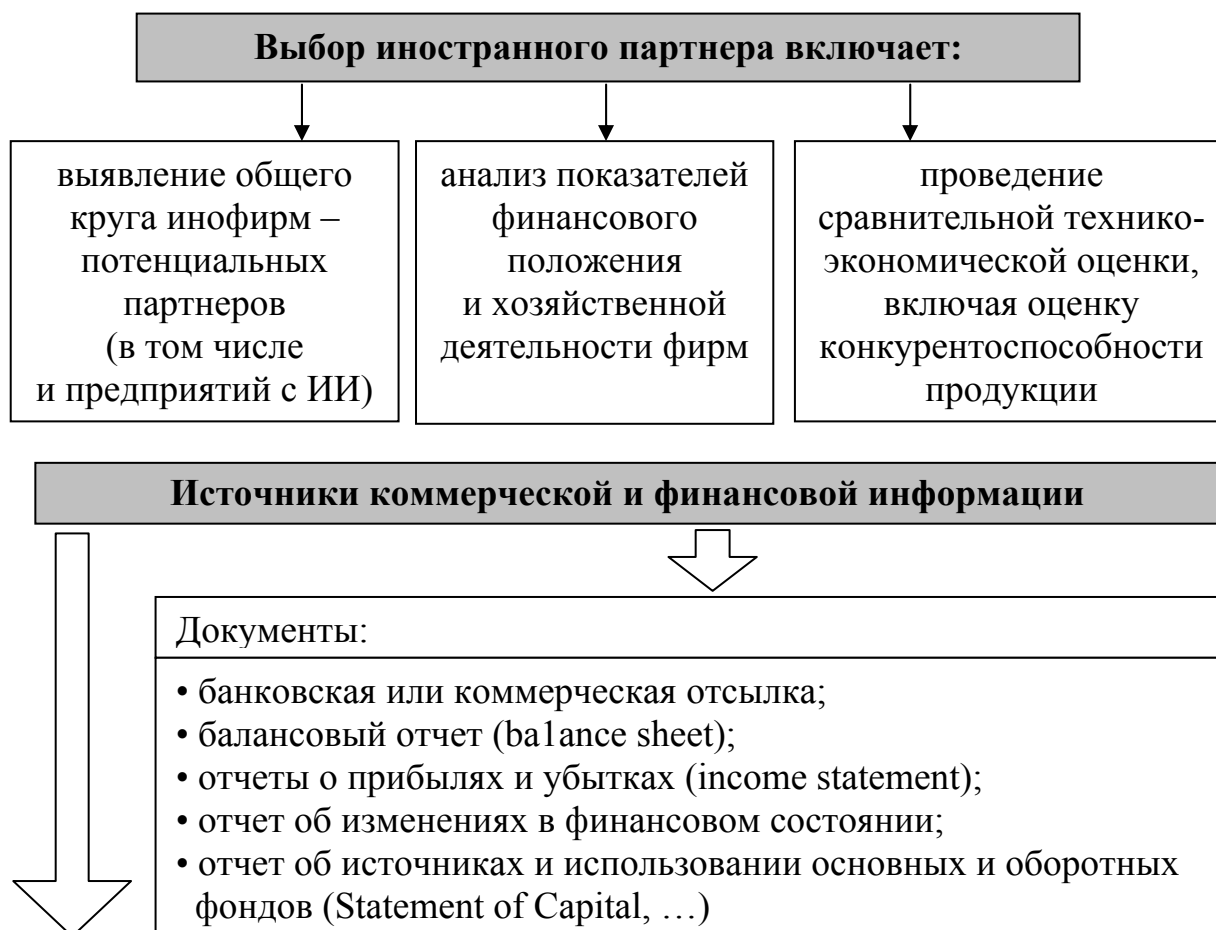 Выбор иностранного партнера включает:
выявление общего
круга инофирм –
потенциальных
партнеров
(в том числе
и предприятий с ИИ)
анализ показателей
финансового
положения
и хозяйственной
деятельности фирм
проведение
сравнительной технико-
экономической оценки,
включая оценку
конкурентоспособности
продукции
Источники коммерческой и финансовой информации
Документы:
• банковская или коммерческая отсылка;
• балансовый отчет (ba1ance sheet);
• отчеты о прибылях и убытках (income statement);
• отчет об изменениях в финансовом состоянии;
• отчет об источниках и использовании основных и оборотных
фондов (Statement of Capital, …)